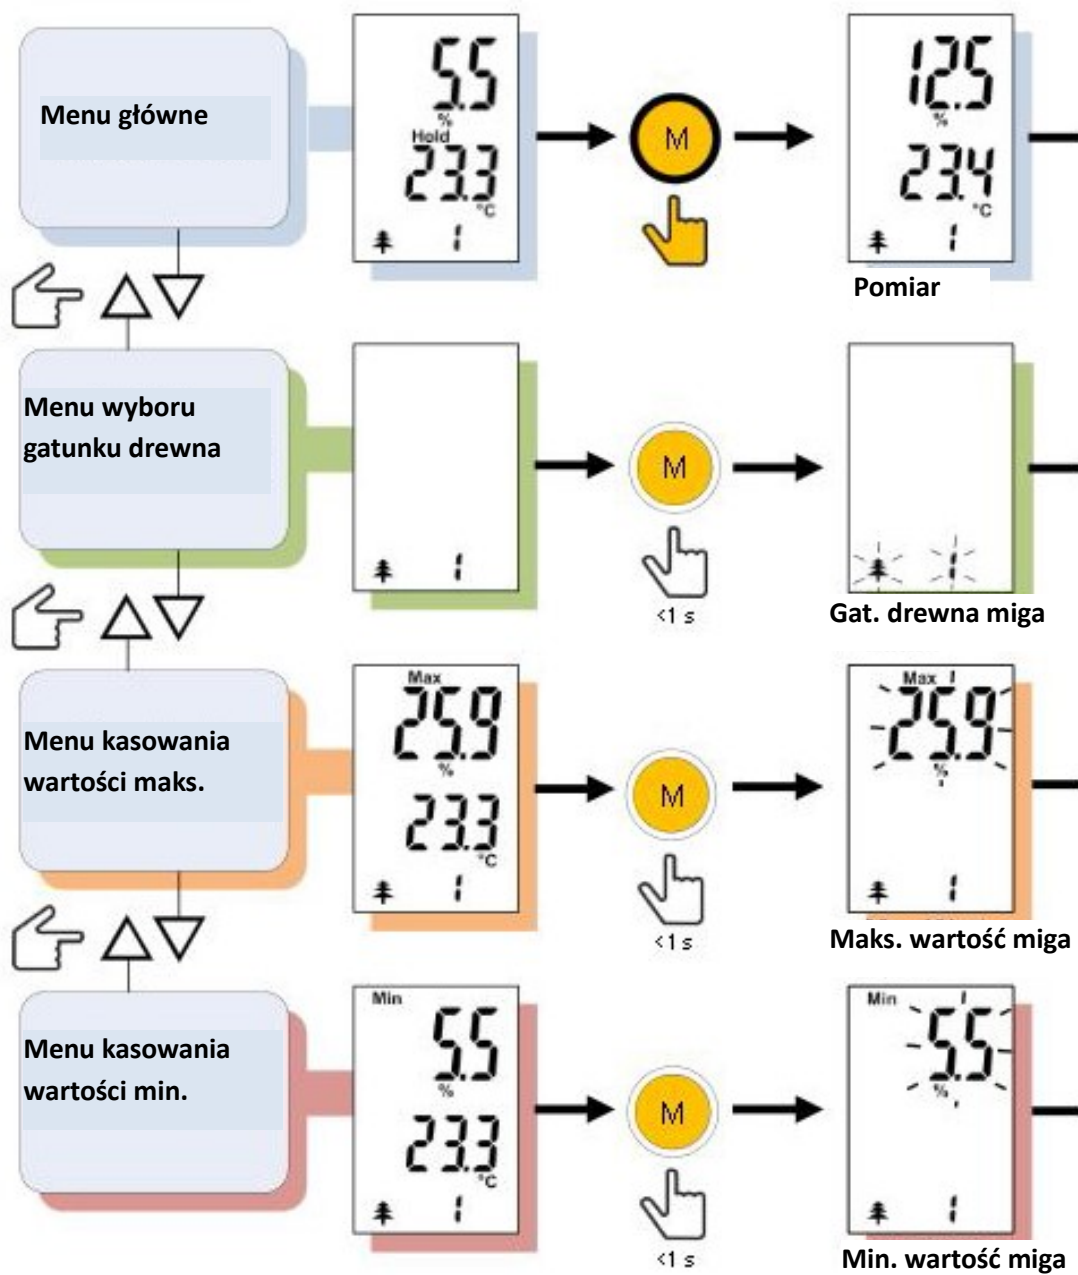 Menu główne
5.5
%
Hold
23.3
°C
1
M
12.5
%
23.4
°C
1
Pomiar
Menu wyboru
gatunku drewna
1
M
<1 s
1
Gat. drewna miga
Menu kasowania
wartości maks.
Max
25.9
%
23.3
°C
1
M
<1 s
Max
25.9
%
1
Maks. wartość miga
Menu kasowania
wartości min.
Min
5.5
%
23.3
°C
1
M
<1 s
Min
5.5
%
1
Min. wartość miga